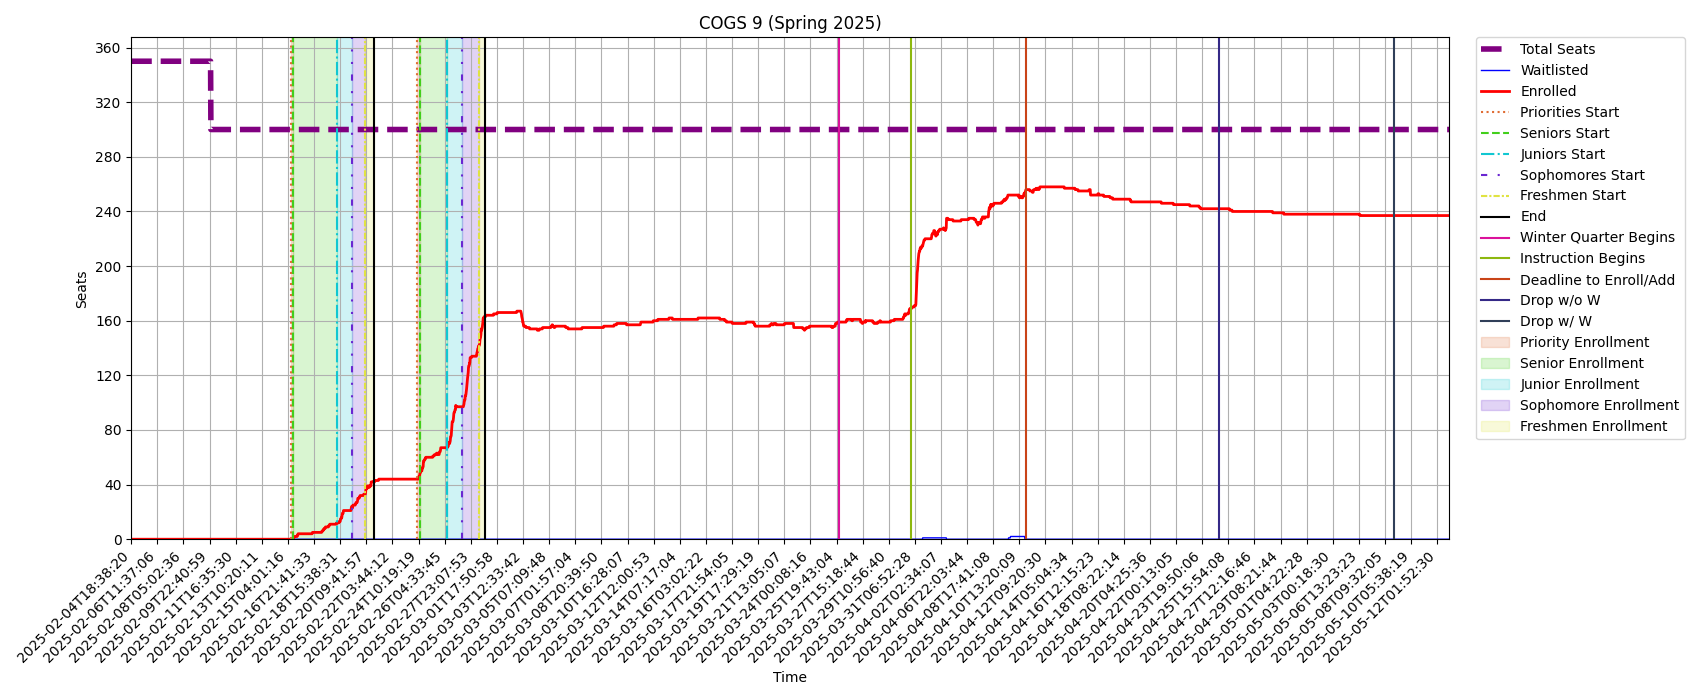 COGS 9 (Spring 2025)
Seats
360
320
280
240
200
160
120
80
40
0
2025-02-04T18:38:20
2025-02-06T11:37:06
2025-02-08T05:02:36
2025-02-09T22:40:59
2025-02-11T16:35:30
2025-02-13T10:20:11
2025-02-15T04:01:16
2025-02-16T21:41:33
2025-02-18T15:38:31
2025-02-20T09:41:57
2025-02-22T03:44:12
2025-02-24T10:19:19
2025-02-26T04:33:45
2025-02-27T23:07:53
2025-03-01T17:50:58
2025-03-03T12:33:42
2025-03-05T07:09:48
2025-03-07T01:57:04
2025-03-08T20:39:50
2025-03-10T16:28:07
2025-03-12T12:00:53
2025-03-14T07:17:04
2025-03-16T03:02:22
2025-03-17T21:54:05
2025-03-19T17:29:19
2025-03-21T13:05:07
2025-03-24T00:08:16
2025-03-25T19:43:04
2025-03-27T15:18:44
2025-03-29T10:56:40
2025-03-31T06:52:28
2025-04-02T02:34:07
2025-04-06T22:03:44
2025-04-08T17:41:08
2025-04-10T13:20:09
2025-04-12T09:20:30
2025-04-14T05:04:34
2025-04-16T12:15:23
2025-04-18T08:22:14
2025-04-20T04:25:36
2025-04-22T00:13:05
2025-04-23T19:50:06
2025-04-25T15:54:08
2025-04-27T12:16:46
2025-04-29T08:21:44
2025-05-01T04:22:28
2025-05-03T00:18:30
2025-05-06T13:23:23
2025-05-08T09:32:05
2025-05-10T05:38:19
2025-05-12T01:52:30
Time
Total Seats
Waitlisted
Enrolled
Priorities Start
Seniors Start
Juniors Start
Sophomores Start
Freshmen Start
End
Winter Quarter Begins
Instruction Begins
Deadline to Enroll/Add
Drop w/o W
Drop w/ W
Priority Enrollment
Senior Enrollment
Junior Enrollment
Sophomore Enrollment
Freshmen Enrollment